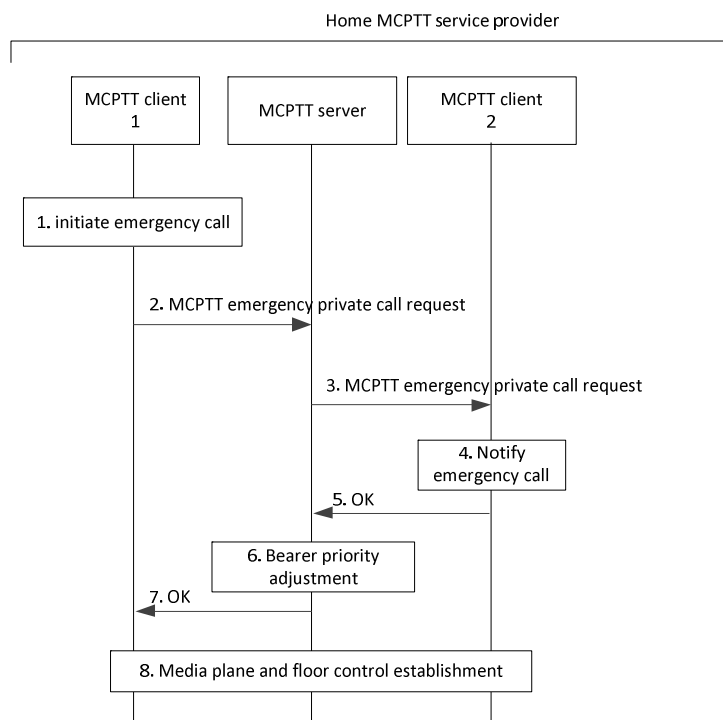 Home MCPTT service provider
MCPTT client
1
MCPTT server
MCPTT client
2
1. initiate emergency call
2. MCPTT emergency private call request
3. MCPTT emergency private call request
4. Notify
emergency call
5. OK
6. Bearer priority
adjustment
7. OK
8. Media plane and floor control establishment